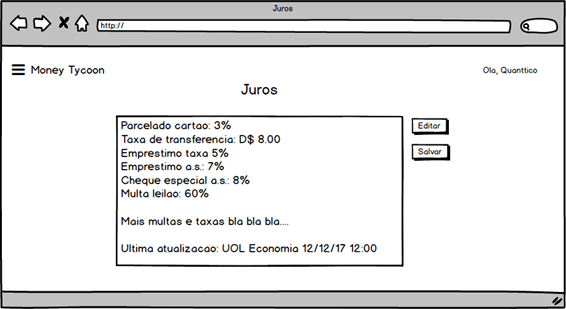 Juros
http://
Money Tycoon
Ola, Quanttico
Juros
Parcelado cartao: 3%
Taxa de transferencia: D$ 8.00
Emprestimo taxa 5%
Emprestimo a.s.: 7%
Cheque especial a.s.: 8%
Multa leilao: 60%
Mais multas e taxas bla bla bla....
Ultima atualizacao: UOL Economia 12/12/17 12:00
Editar
Salvar